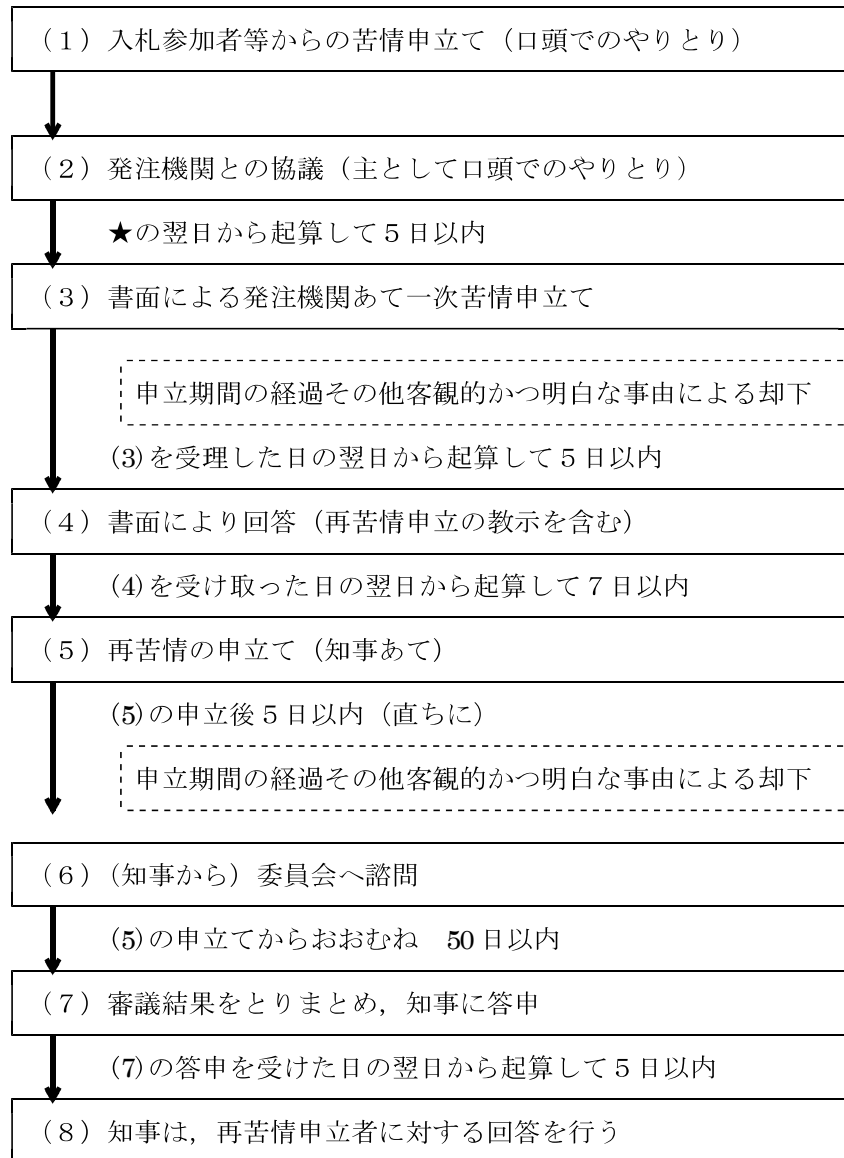 （１）入札参加者等からの苦情申立て（口頭でのやりとり）
（２）発注機関との協議（主として口頭でのやりとり）
★の翌日から起算して５日以内
（３）書面による発注機関あて一次苦情申立て
申立期間の経過その他客観的かつ明白な事由による却下
(3)を受理した日の翌日から起算して５日以内
（４）書面により回答（再苦情申立の教示を含む）
(4)を受け取った日の翌日から起算して７日以内
（５）再苦情の申立て（知事あて）
(5)の申立後５日以内（直ちに）
申立期間の経過その他客観的かつ明白な事由による却下
（６）（知事から）委員会へ諮問
(5)の申立てからおおむね　50日以内
（７）審議結果をとりまとめ，知事に答申
(7)の答申を受けた日の翌日から起算して５日以内
（８）知事は，再苦情申立者に対する回答を行う